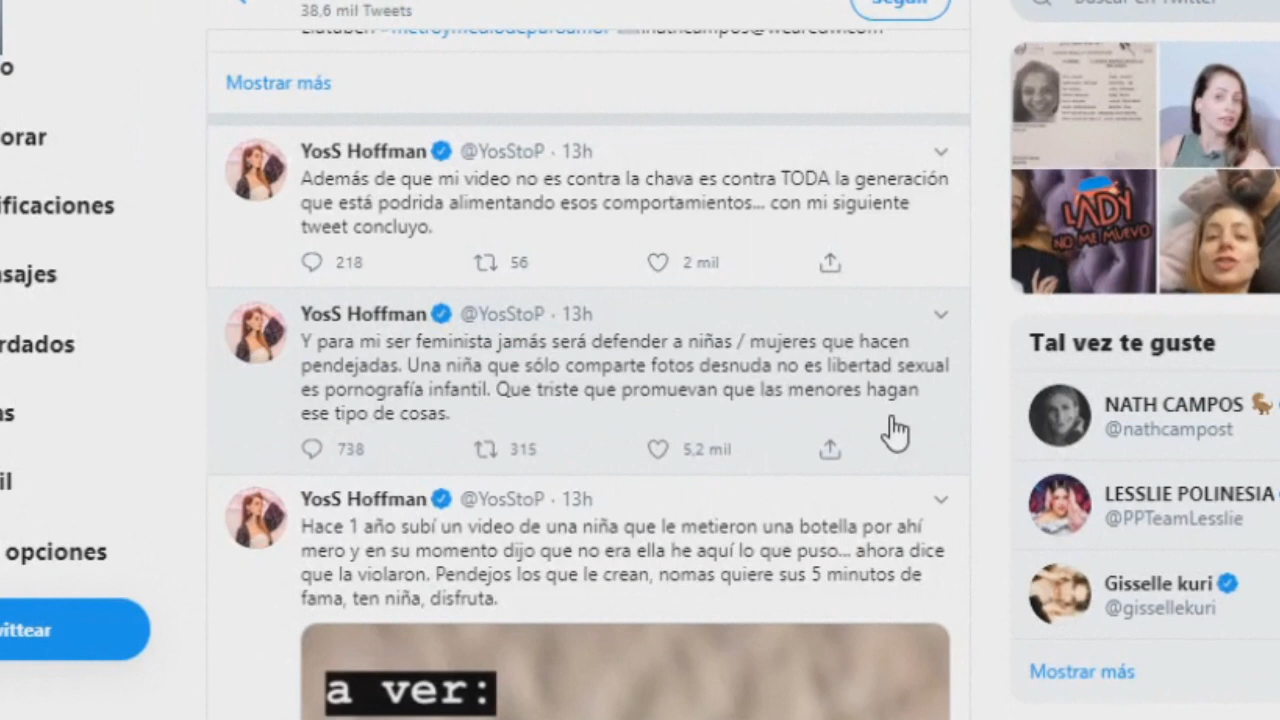 38,6 mil Tweets
Seguir
Buscar en Twitter
Mostrar más
orar
ificaciones
sajes
rdados
as
il
opciones
vittear
YosS Hoffman @YosStoP · 13h
Además de que mi video no es contra la chava es contra TODA la generación
que está podrida alimentando esos comportamientos... con mi siguiente
tweet concluyo.
218 56 2 mil
YosS Hoffman @YosStoP · 13h
Y para mi ser feminista jamás será defender a niñas / mujeres que hacen
pendejadas. Una niña que sólo comparte fotos desnuda no es libertad sexual
es pornografía infantil. Que triste que promuevan que las menores hagan
ese tipo de cosas.
738 315 5,2 mil
YosS Hoffman @YosStoP · 13h
Hace 1 año subí un video de una niña que le metieron una botella por ahí
mero y en su momento dijo que no era ella he aquí lo que puso... ahora dice
que la violaron. Pendejos los que le crean, nomas quiere sus 5 minutos de
fama, ten niña, disfruta.
a ver:
LADY
NO ME MUEVO
Tal vez te guste
NATH CAMPOS
@nathcampost
LESSLIE POLINESIA
@PPTeamLesslie
Gisselle kuri
@gissellekuri
Mostrar más